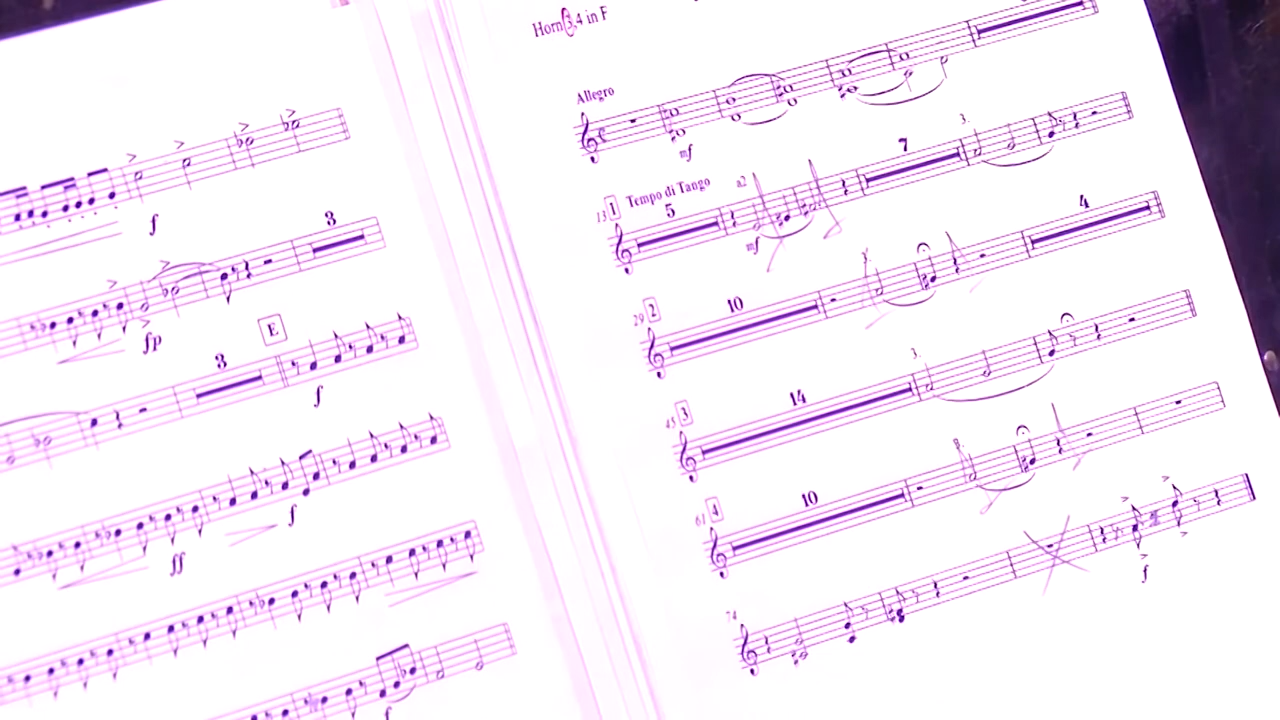 f
3
fp
3
E
f
f
ff
f
Horn 3,4 in F
Allegro
mf
13 1 Tempo di Tango
5
a2
mf
7
3.
29 2
10
3.
4
45 3
14
3.
61 4
10
74
f